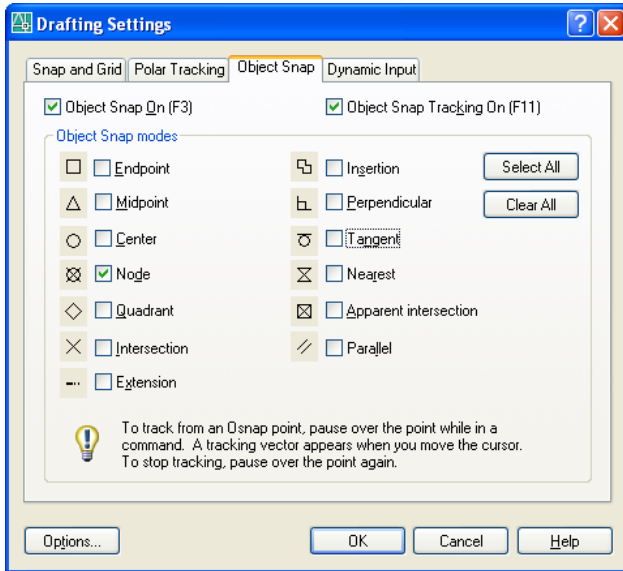 Drafting Settings
Snap and Grid Polar Tracking Object Snap Dynamic Input
Object Snap On (F3) Object Snap Tracking On (F11)
Object Snap modes
Endpoint Insertion Select All
Midpoint Perpendicular Clear All
Center Tangent
Node Nearest
Quadrant Apparent intersection
Intersection Parallel
Extension
To track from an Osnap point, pause over the point while in a
command. A tracking vector appears when you move the cursor.
To stop tracking, pause over the point again.
Options... OK Cancel Help